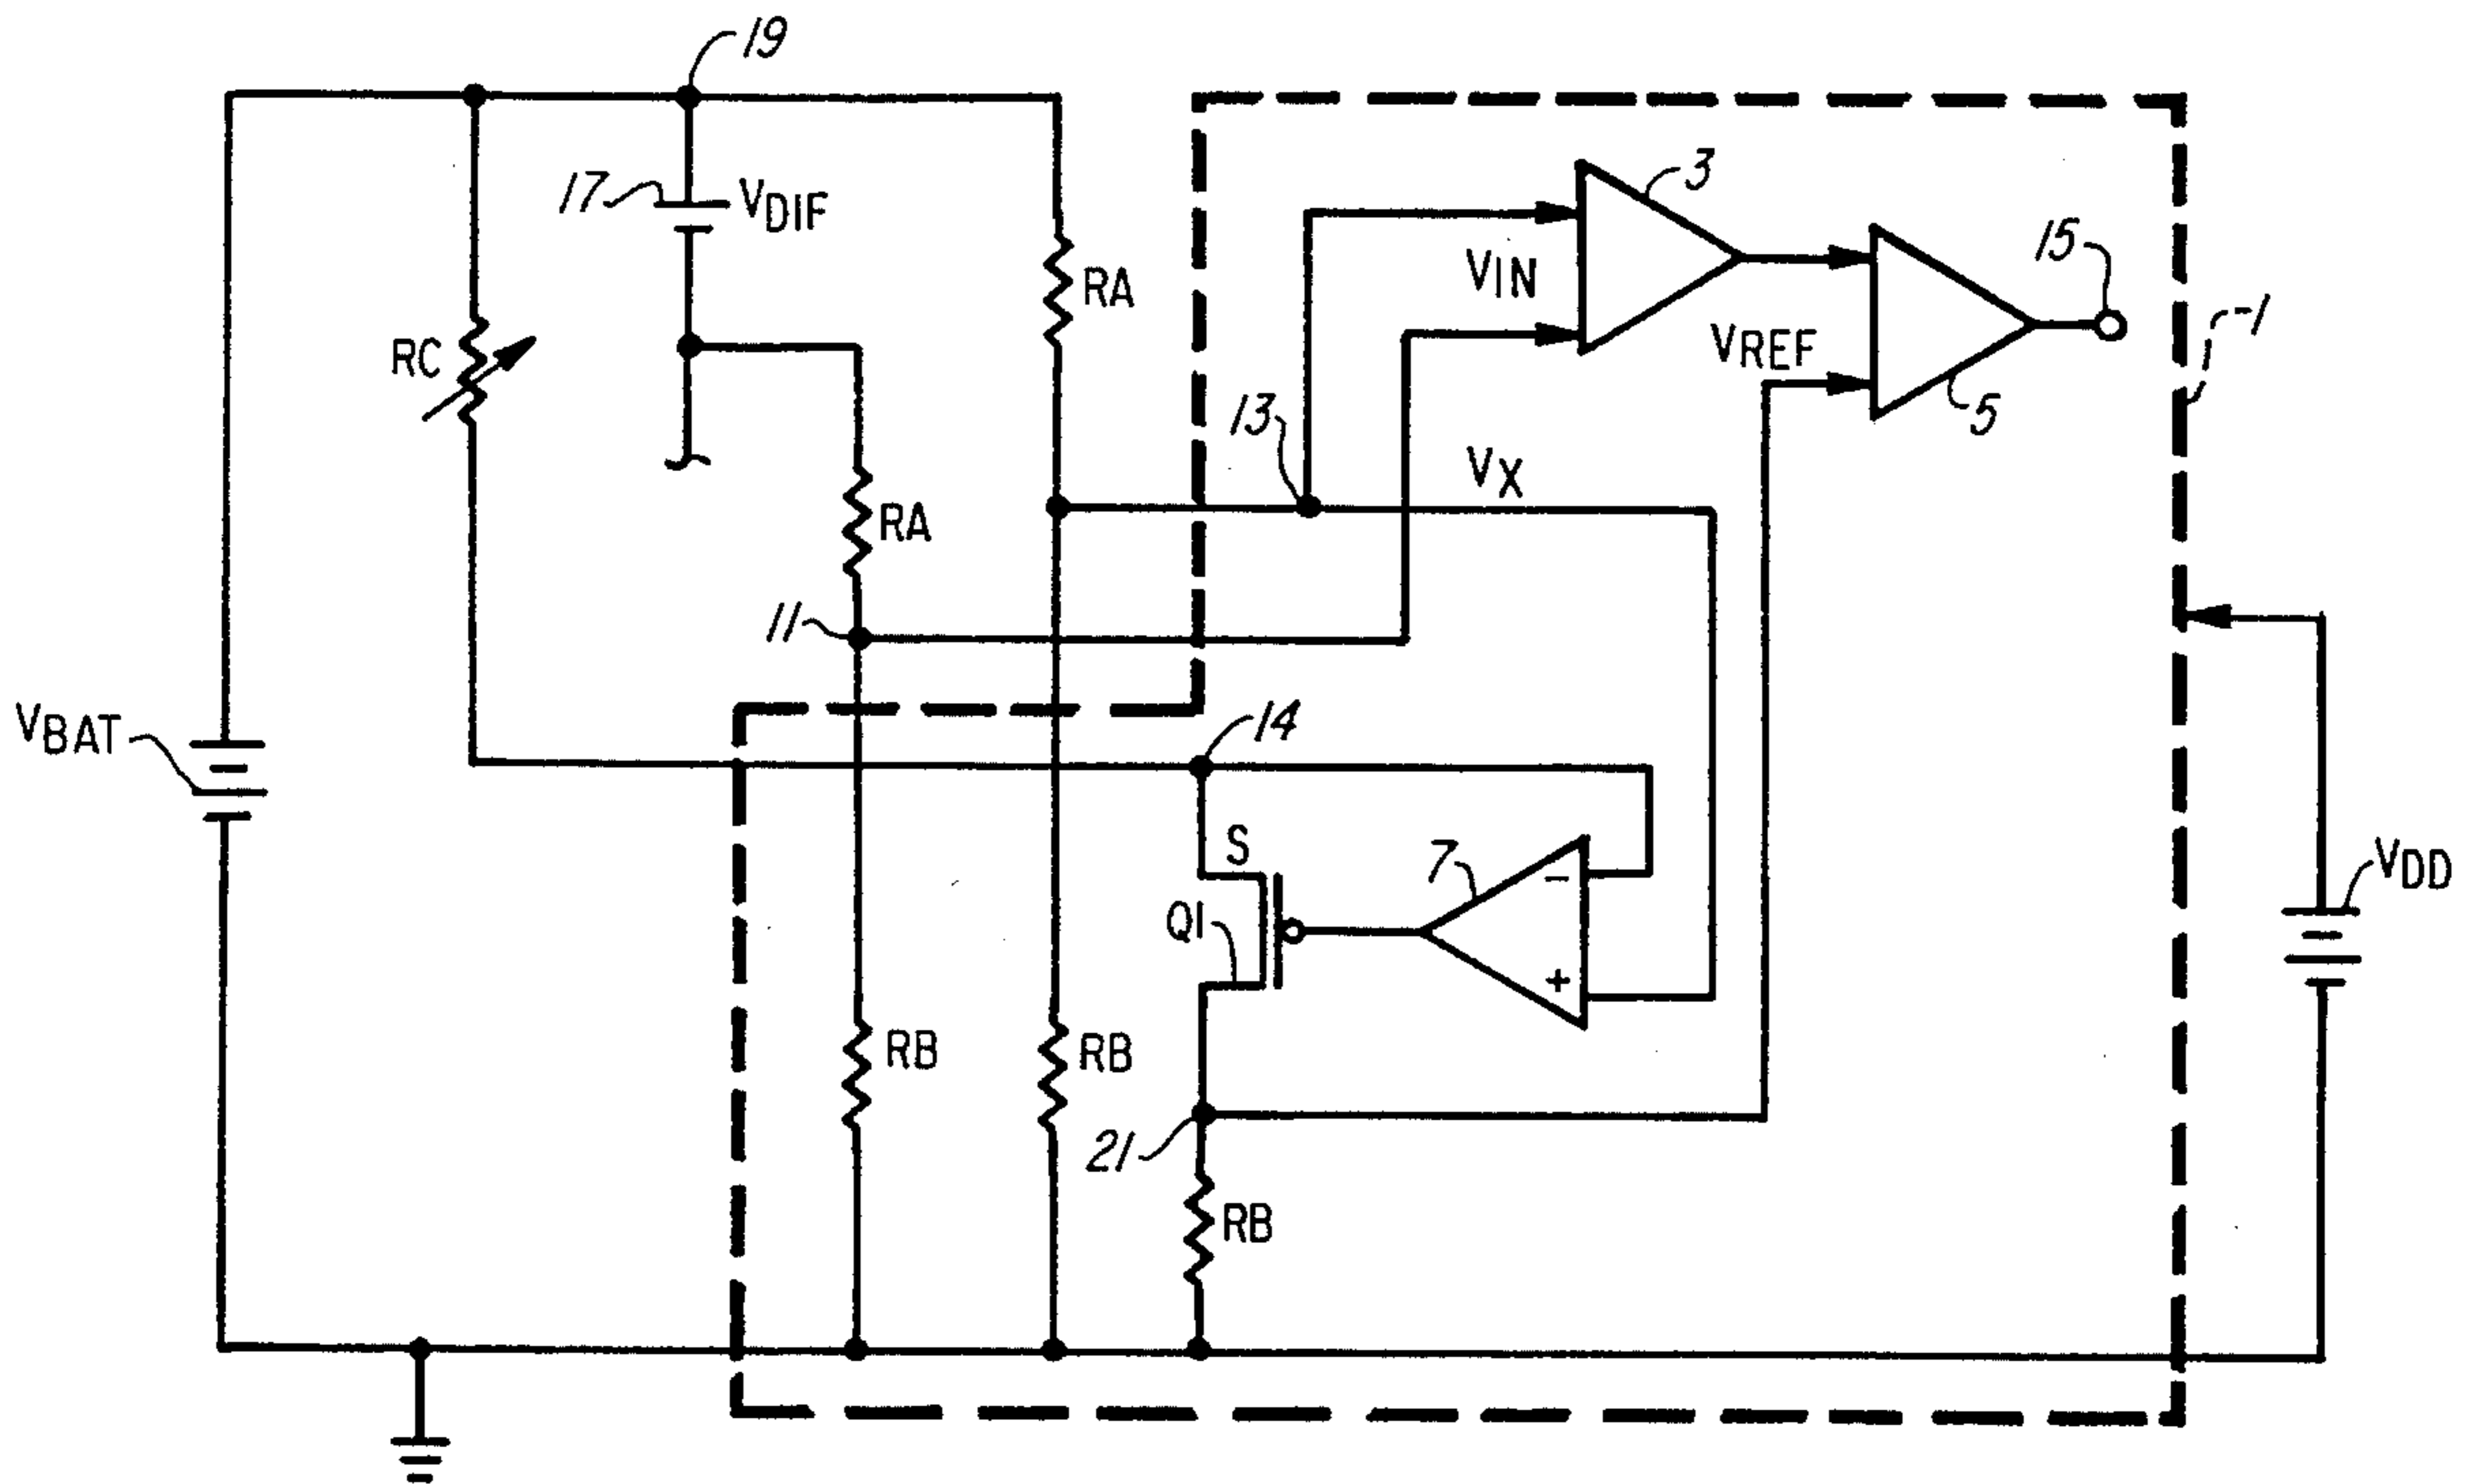 19
17
VDIF
RA
3
15
VIN
VREF
1
RC
13
5
VX
RA
11
VBAT
14
S
7
−
VDD
Q1
+
RB
RB
21
RB